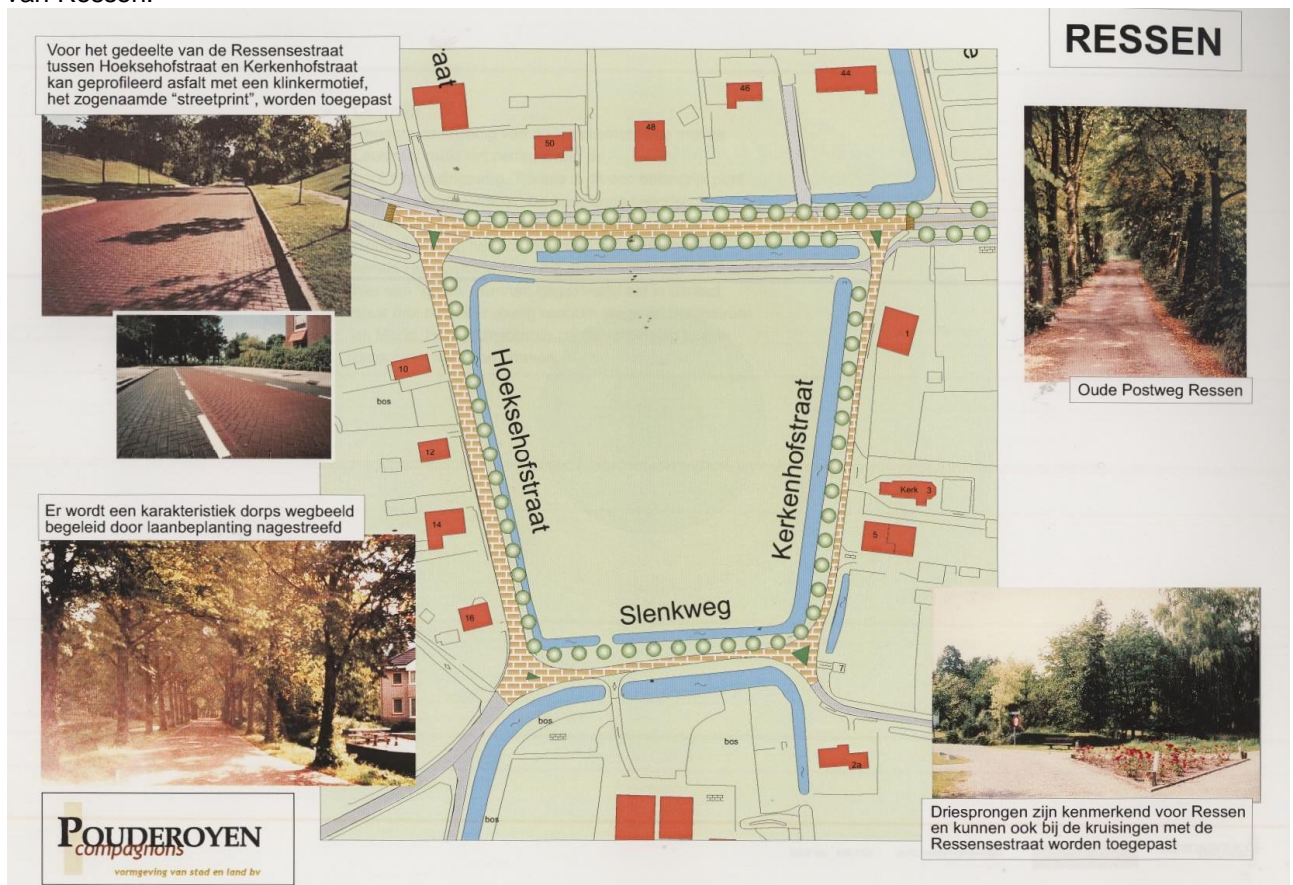 van Ressen.
RESSEN
Voor het gedeelte van de Ressensestraat
tussen Hoeksehofstraat en Kerkenhofstraat
kan geprofileerd asfalt met een klinkermotief,
het zogenaamde “streetprint”, worden toegepast
raat
e
44
46
48
50
Oude Postweg Ressen
1
10
bos
12
Hoeksehofstraat
Kerkenhofstraat
Kerk 3
14
5
Er wordt een karakteristiek dorps wegbeeld
begeleid door laanbeplanting nagestreefd
16
Slenkweg
7
bos
bos
2a
bos
Driesprongen zijn kenmerkend voor Ressen
en kunnen ook bij de kruisingen met de
Ressensestraat worden toegepast
POUDEROYEN
compagnons
vormgeving van stad en land bv